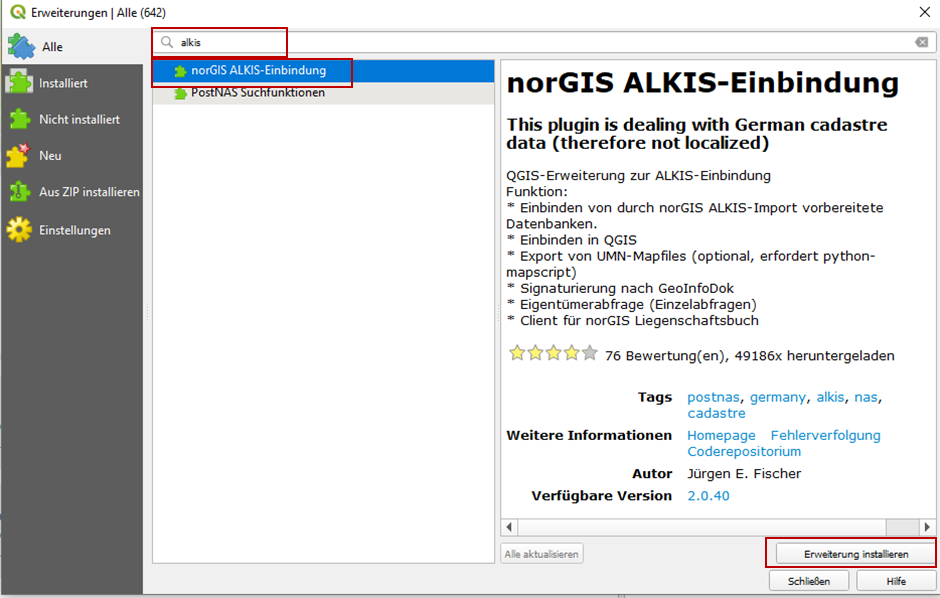 Erweiterungen | Alle (642)
Alle
Installiert
Nicht installiert
Neu
Aus ZIP installieren
Einstellungen
alkis
norGIS ALKIS-Einbindung
PostNAS Suchfunktionen
norGIS ALKIS-Einbindung
This plugin is dealing with German cadastre
data (therefore not localized)
QGIS-Erweiterung zur ALKIS-Einbindung
Funktion:
* Einbinden von durch norGIS ALKIS-Import vorbereitete
Datenbanken.
* Einbinden in QGIS
* Export von UMN-Mapfiles (optional, erfordert python-
mapscript)
* Signaturierung nach GeoInfoDok
* Eigentümerabfrage (Einzelabfragen)
* Client für norGIS Liegenschaftsbuch
76 Bewertung(en), 49186x heruntergeladen
Tags postnas, germany, alkis, nas,
cadastre
Weitere Informationen Homepage Fehlerverfolgung
Coderepositorium
Autor Jürgen E. Fischer
Verfügbare Version 2.0.40
Alle aktualisieren
Erweiterung installieren
Schließen
Hilfe